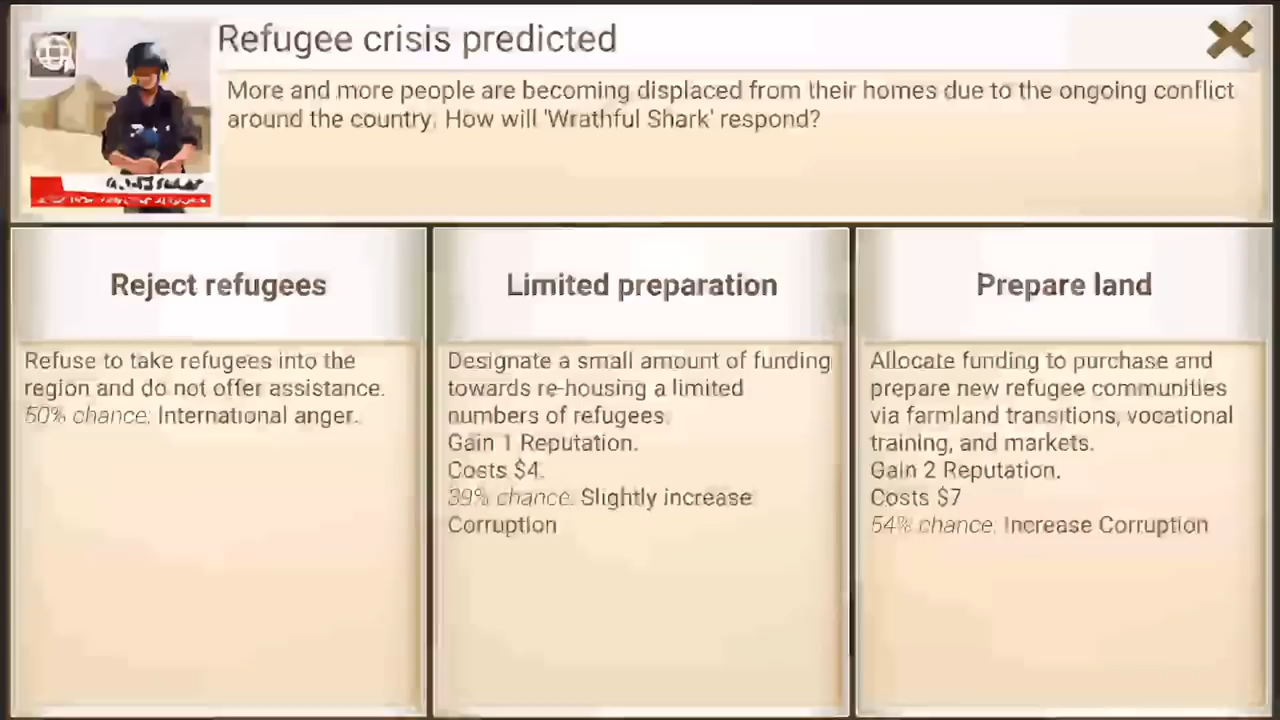 Refugee crisis predicted
More and more people are becoming displaced from their homes due to the ongoing conflict
around the country. How will 'Wrathful Shark' respond?
Reject refugees
Refuse to take refugees into the
region and do not offer assistance.
50% chance: International anger.
Limited preparation
Designate a small amount of funding
towards re-housing a limited
numbers of refugees.
Gain 1 Reputation.
Costs $4.
39% chance: Slightly increase
Corruption
Prepare land
Allocate funding to purchase and
prepare new refugee communities
via farmland transitions, vocational
training, and markets.
Gain 2 Reputation.
Costs $7
54% chance: Increase Corruption